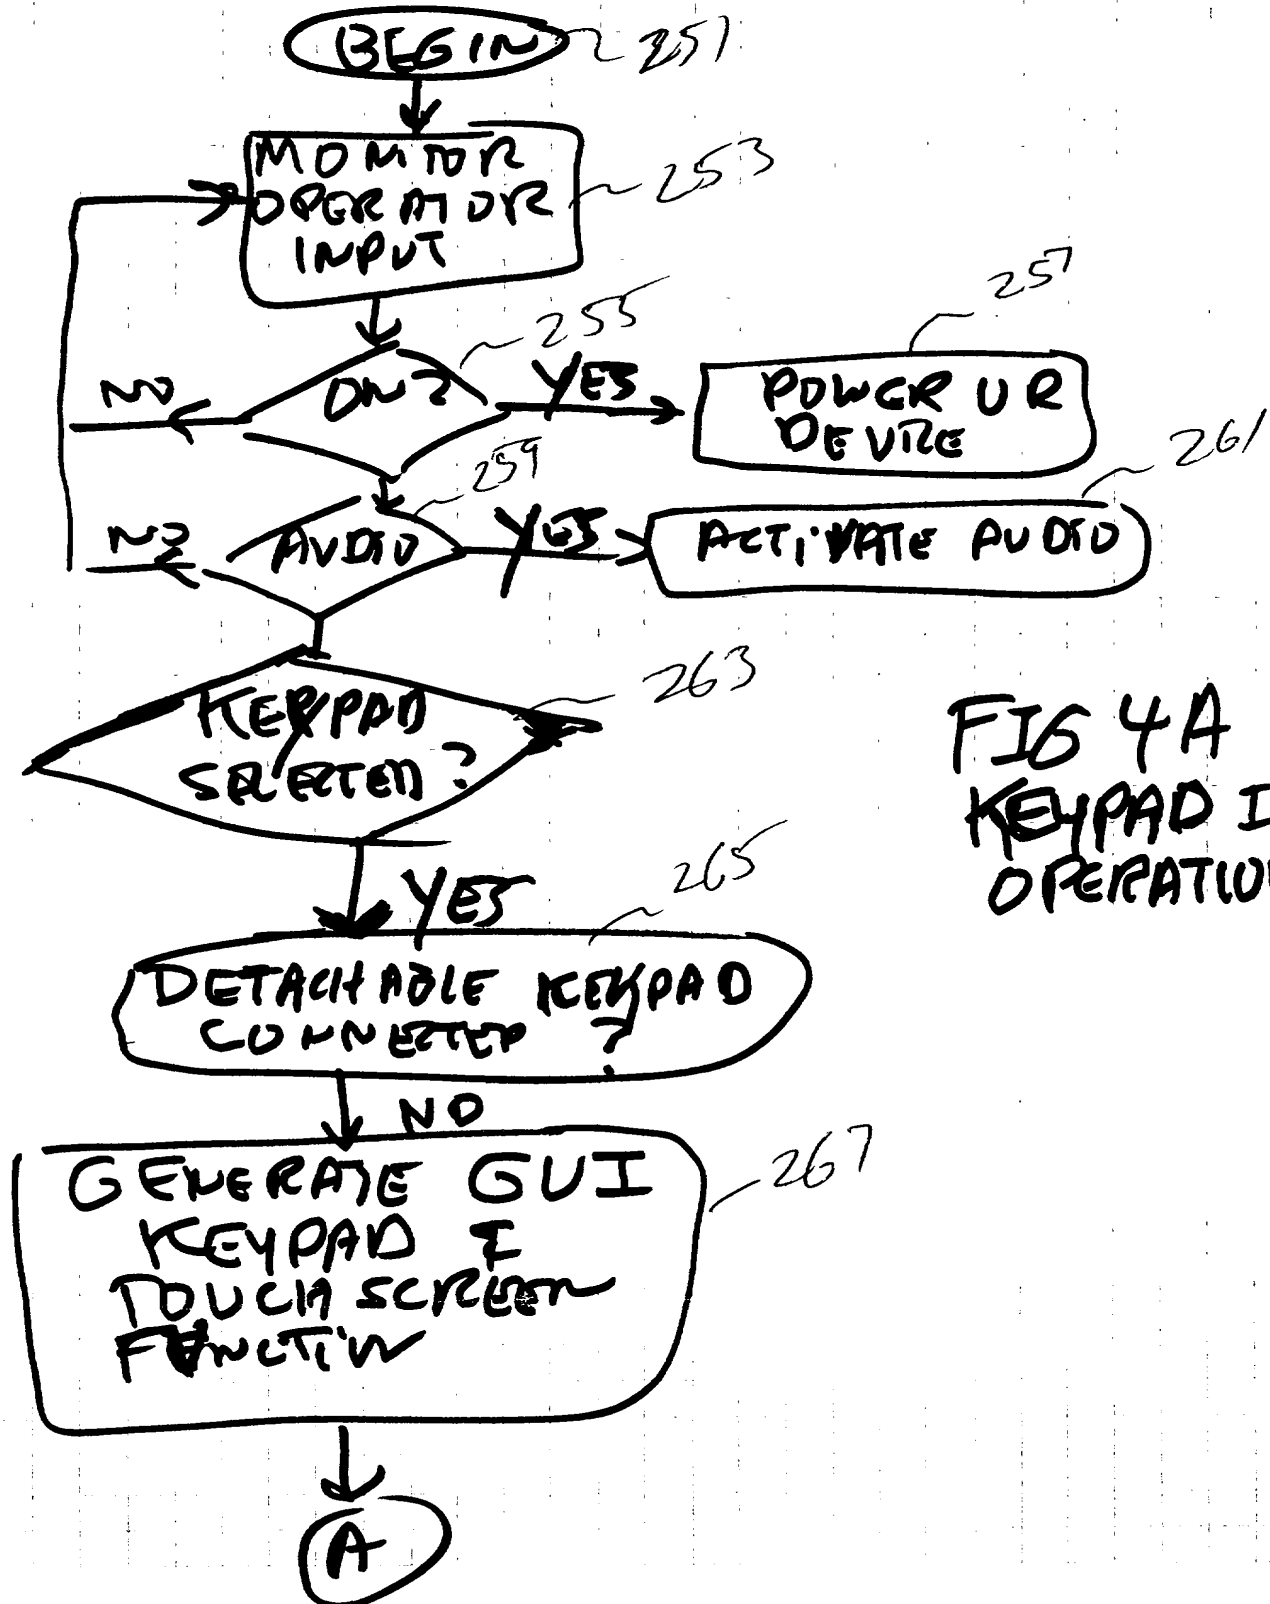 BEGIN 251
MONITOR 253
OPERATOR
INPUT
255
257
NO
ON?
YES
POWER UP
DEVICE
259
261
NO
AUDIO
YES
ACTIVATE AUDIO
263
KEYPAD
SELECTED?
FIG 4A
KEYPAD I
OPERATION
265
YES
DETACHABLE KEYPAD
CONNECTED ?
NO
267
GENERATE GUI
KEYPAD &
TOUCH SCREEN
FUNCTION
A